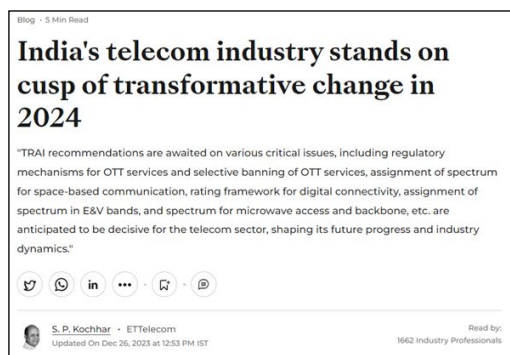 Blog • 5 Min Read
India's telecom industry stands on
cusp of transformative change in
2024
"TRAI recommendations are awaited on various critical issues, including regulatory
mechanisms for OTT services and selective banning of OTT services, assignment of spectrum
for space-based communication, rating framework for digital connectivity, assignment of
spectrum in E&V bands, and spectrum for microwave access and backbone, etc. are
anticipated to be decisive for the telecom sector, shaping its future progress and industry
dynamics."
in
S. P. Kochhar • ETTelecom
Updated On Dec 26, 2023 at 12:53 PM IST
Read by:
1662 Industry Professionals